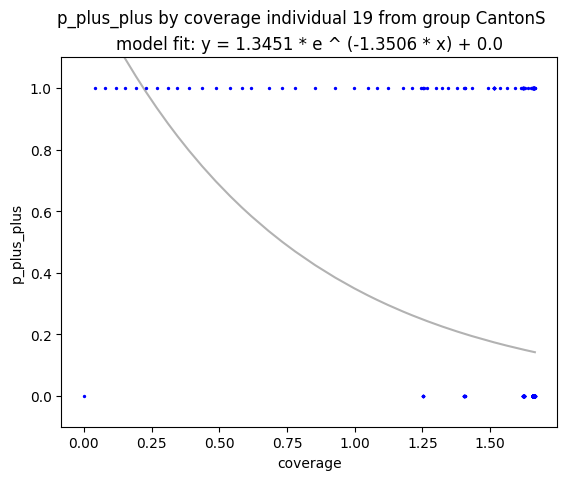 p_plus_plus by coverage individual 19 from group CantonS
model fit: y = 1.3451 * e ^ (-1.3506 * x) + 0.0
1.0
0.8
0.6
0.4
0.2
0.0
p_plus_plus
0.00 0.25 0.50 0.75 1.00 1.25 1.50
coverage